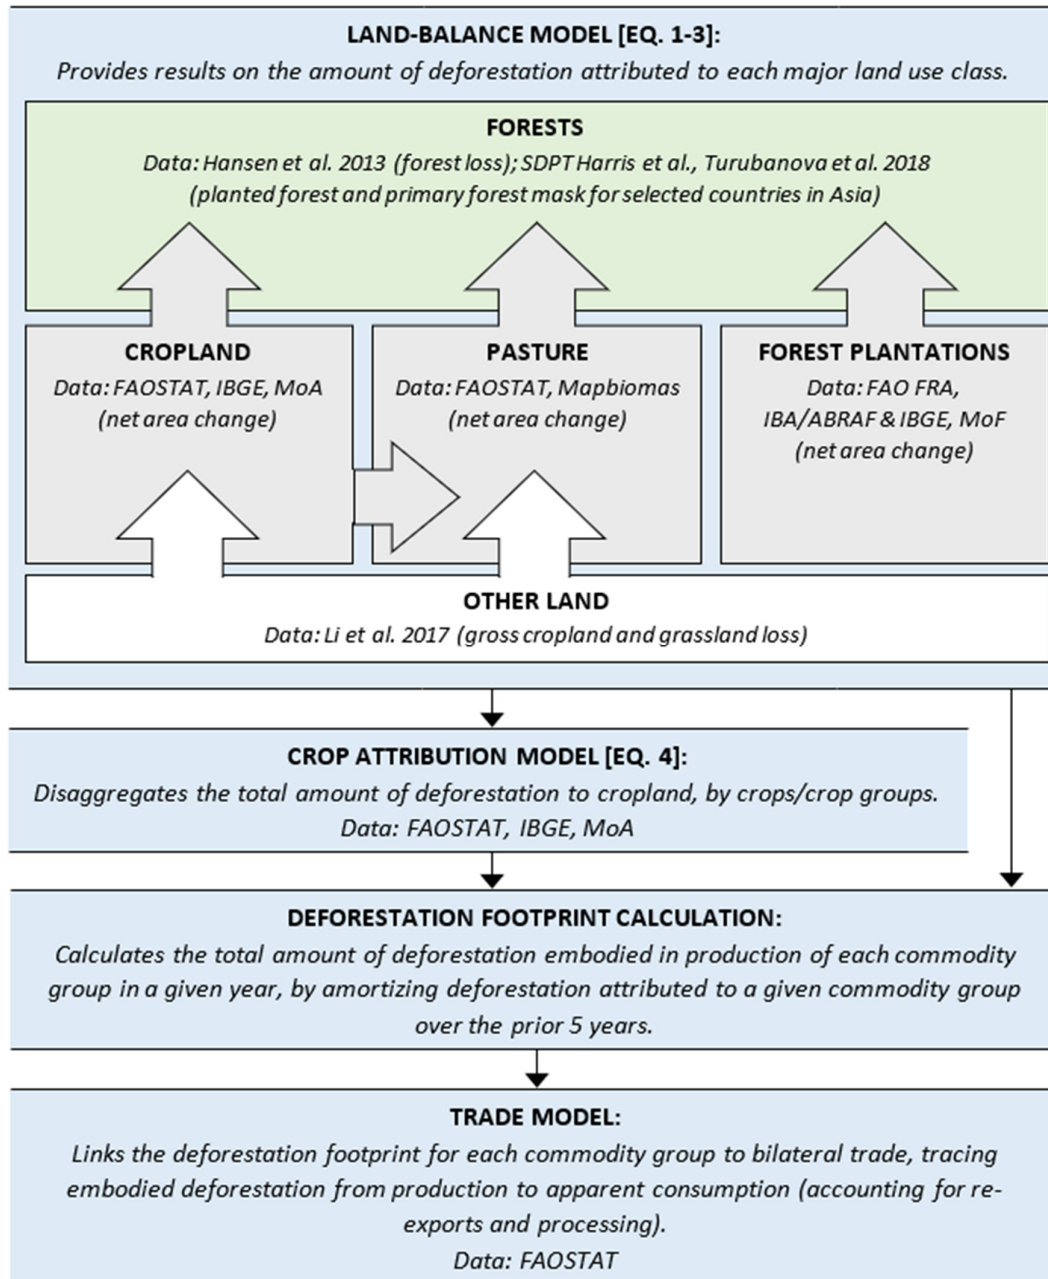 LAND-BALANCE MODEL [EQ. 1-3]:
Provides results on the amount of deforestation attributed to each major land use class.
FORESTS
Data: Hansen et al. 2013 (forest loss); SDPT Harris et al., Turubanova et al. 2018
(planted forest and primary forest mask for selected countries in Asia)
CROPLAND
Data: FAOSTAT, IBGE, MoA
(net area change)
PASTURE
Data: FAOSTAT, Mapbiomas
(net area change)
FOREST PLANTATIONS
Data: FAO FRA,
IBA/ABRAF & IBGE, MoF
(net area change)
OTHER LAND
Data: Li et al. 2017 (gross cropland and grassland loss)
CROP ATTRIBUTION MODEL [EQ. 4]:
Disaggregates the total amount of deforestation to cropland, by crops/crop groups.
Data: FAOSTAT, IBGE, MoA
DEFORESTATION FOOTPRINT CALCULATION:
Calculates the total amount of deforestation embodied in production of each commodity
group in a given year, by amortizing deforestation attributed to a given commodity group
over the prior 5 years.
TRADE MODEL:
Links the deforestation footprint for each commodity group to bilateral trade, tracing
embodied deforestation from production to apparent consumption (accounting for re-
exports and processing).
Data: FAOSTAT